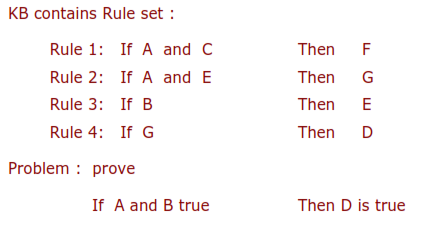 KB contains Rule set :
Rule 1: If A and C Then F
Rule 2: If A and E Then G
Rule 3: If B Then E
Rule 4: If G Then D
Problem : prove
If A and B true Then D is true